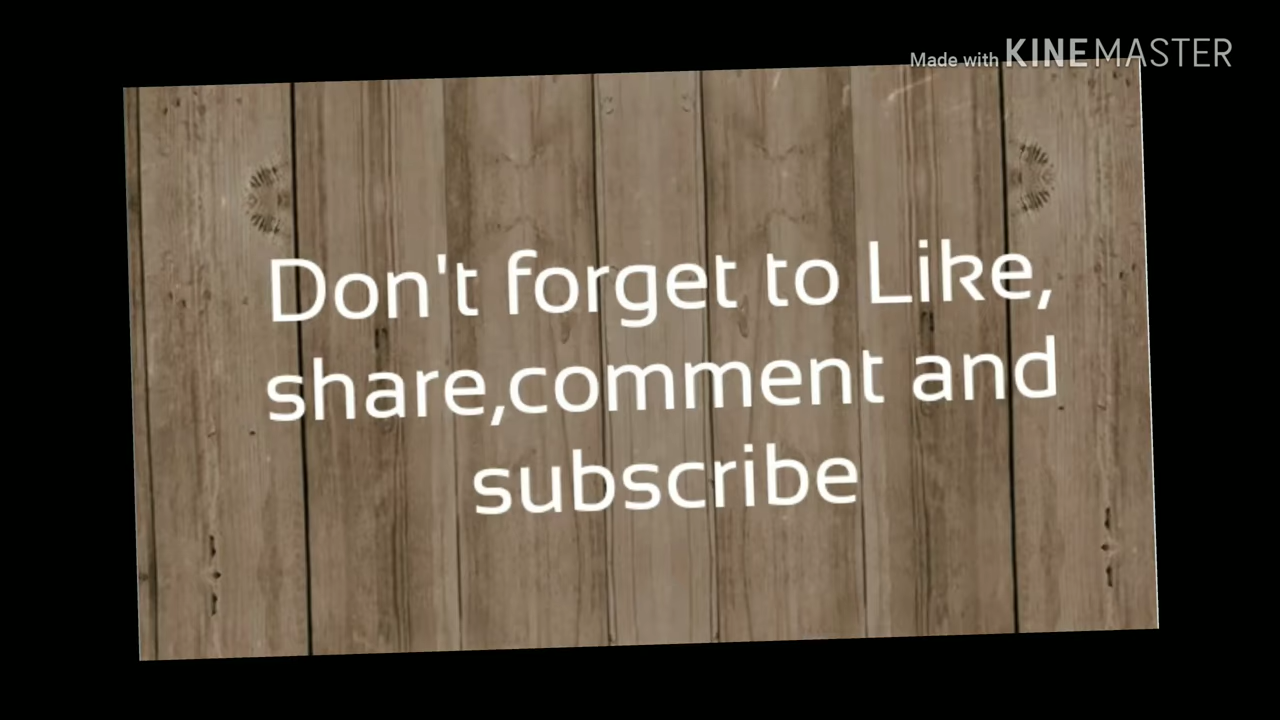 Made with KINEMASTER
Don't forget to Like,
share,comment and
subscribe